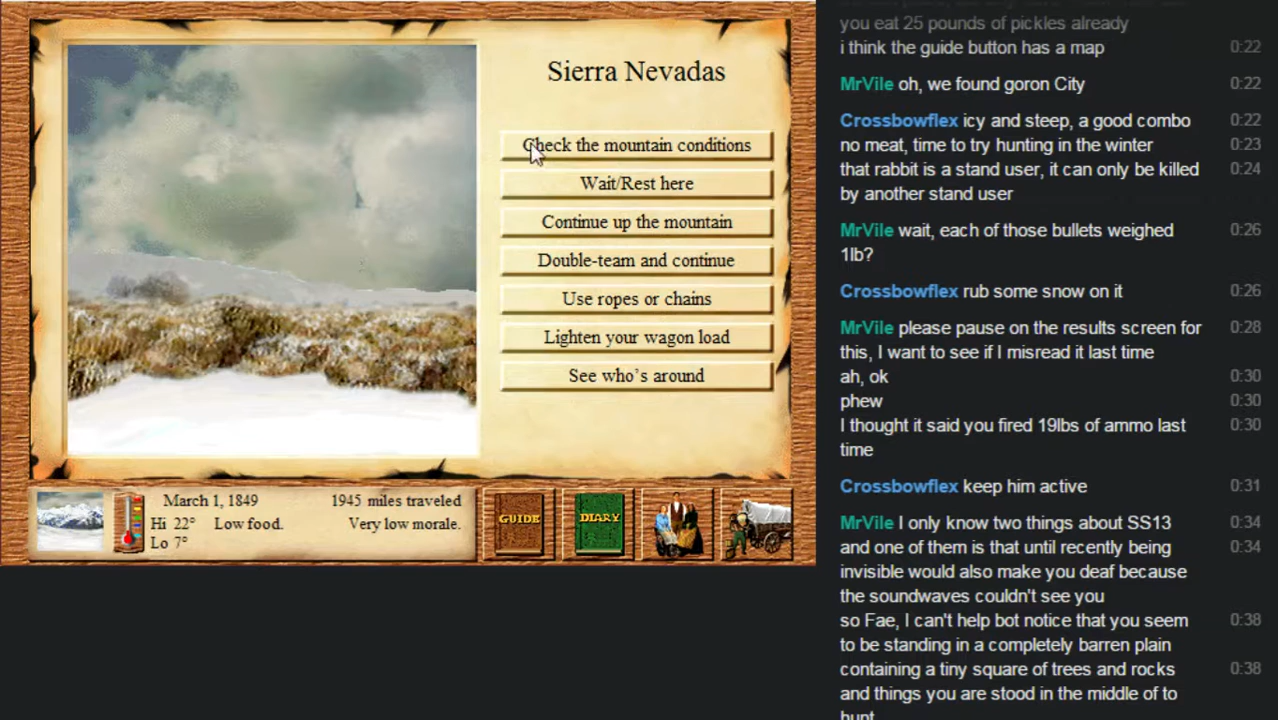 Sierra Nevadas
Check the mountain conditions
Wait/Rest here
Continue up the mountain
Double-team and continue
Use ropes or chains
Lighten your wagon load
See who's around
March 1, 1849
1945 miles traveled
Hi 22° Low food.
Very low morale.
Lo 7°
GUIDE
DIARY
you eat 25 pounds of pickles already
i think the guide button has a map 0:22
MrVile oh, we found goron City 0:22
Crossbowflex icy and steep, a good combo 0:22
no meat, time to try hunting in the winter 0:23
that rabbit is a stand user, it can only be killed 0:24
by another stand user
MrVile wait, each of those bullets weighed 0:26
1lb?
Crossbowflex rub some snow on it 0:26
MrVile please pause on the results screen for 0:28
this, I want to see if I misread it last time
ah, ok 0:30
phew 0:30
I thought it said you fired 19lbs of ammo last 0:30
time
Crossbowflex keep him active 0:31
MrVile I only know two things about SS13 0:34
and one of them is that until recently being 0:34
invisible would also make you deaf because
the soundwaves couldn't see you
so Fae, I can't help bot notice that you seem 0:38
to be standing in a completely barren plain
containing a tiny square of trees and rocks 0:38
and things you are stood in the middle of to
hunt